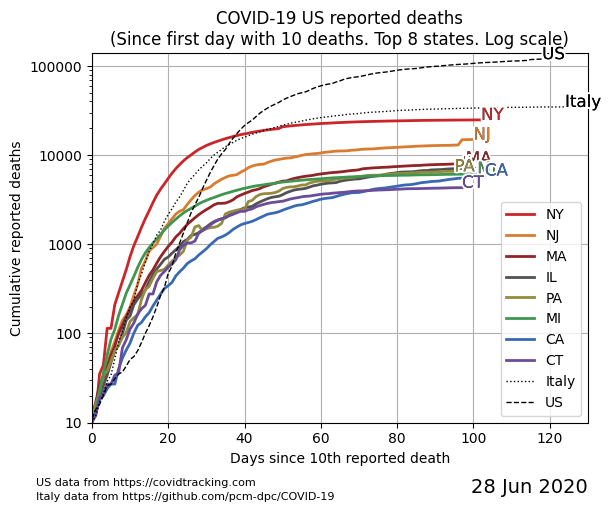 COVID-19 US reported deaths
(Since first day with 10 deaths. Top 8 states. Log scale)
Cumulative reported deaths
100000
10000
1000
100
10
US
Italy
NY
NJ
MA
PA
CA
CT
NY
NJ
MA
IL
PA
MI
CA
CT
Italy
US
0 20 40 60 80 100 120
Days since 10th reported death
US data from https://covidtracking.com
Italy data from https://github.com/pcm-dpc/COVID-19
28 Jun 2020